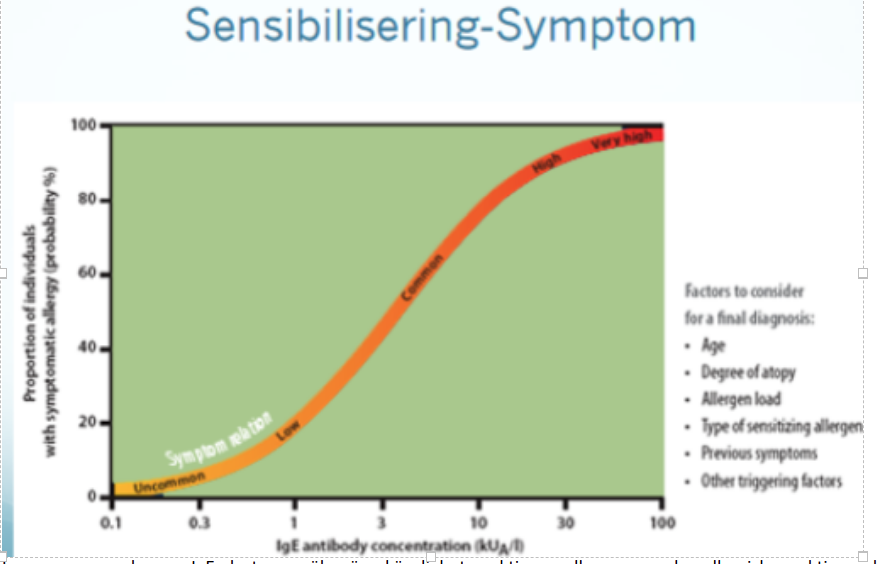 Sensibilisering-Symptom
Proportion of individuals
with symptomatic allergy (probability %)
100
80
60
40
20
0
Uncommon
Symptom relation
Low
Common
High
Very high
0.1 0.3 1 3 10 30 100
IgE antibody concentration (kUA/l)
Factors to consider
for a final diagnosis:
• Age
• Degree of atopy
• Allergen load
• Type of sensitizing allergen
• Previous symptoms
• Other triggering factors